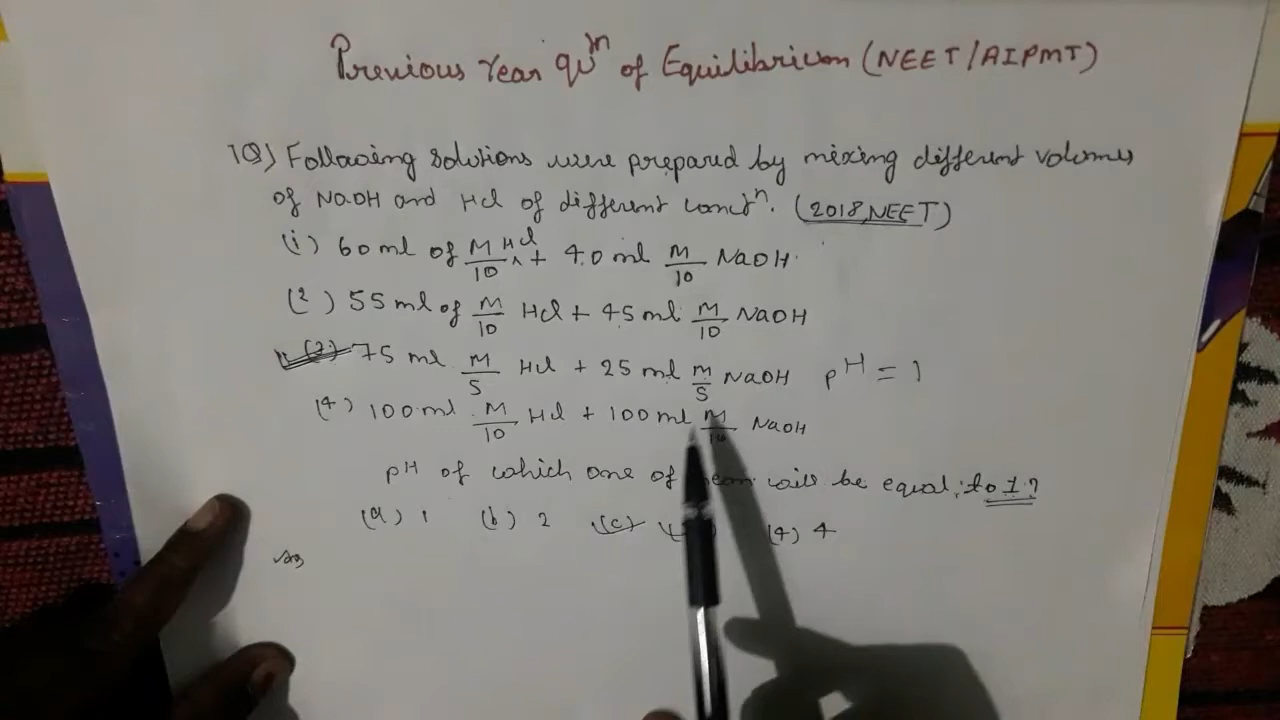 Previous Year quⁿ of Equilibrium (NEET/AIPMT)
1Q) Following solutions were prepared by mixing different volumes
of NaOH and Hcl of different concⁿ. (2018, NEET)
(i) 60 ml of M/10 Hcl + 40 ml M/10 NaOH.
(2) 55 ml of M/10 Hcl + 45 ml M/10 NaOH
(3) 75 ml M/5 Hcl + 25 ml M/5 NaOH pH = 1
(4) 100 ml M/10 Hcl + 100 ml M/10 NaOH
pH of which one of will be equal to 1?
(a) 1 (b) 2 (c) (4) 4
Ans